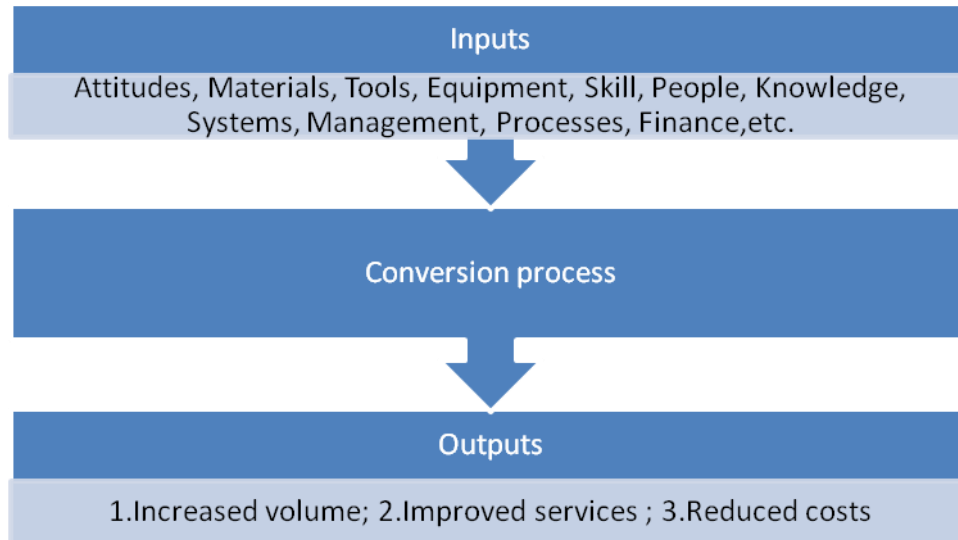 Inputs
Attitudes, Materials, Tools, Equipment, Skill, People, Knowledge,
Systems, Management, Processes, Finance,etc.
Conversion process
Outputs
1.Increased volume; 2.Improved services ; 3.Reduced costs